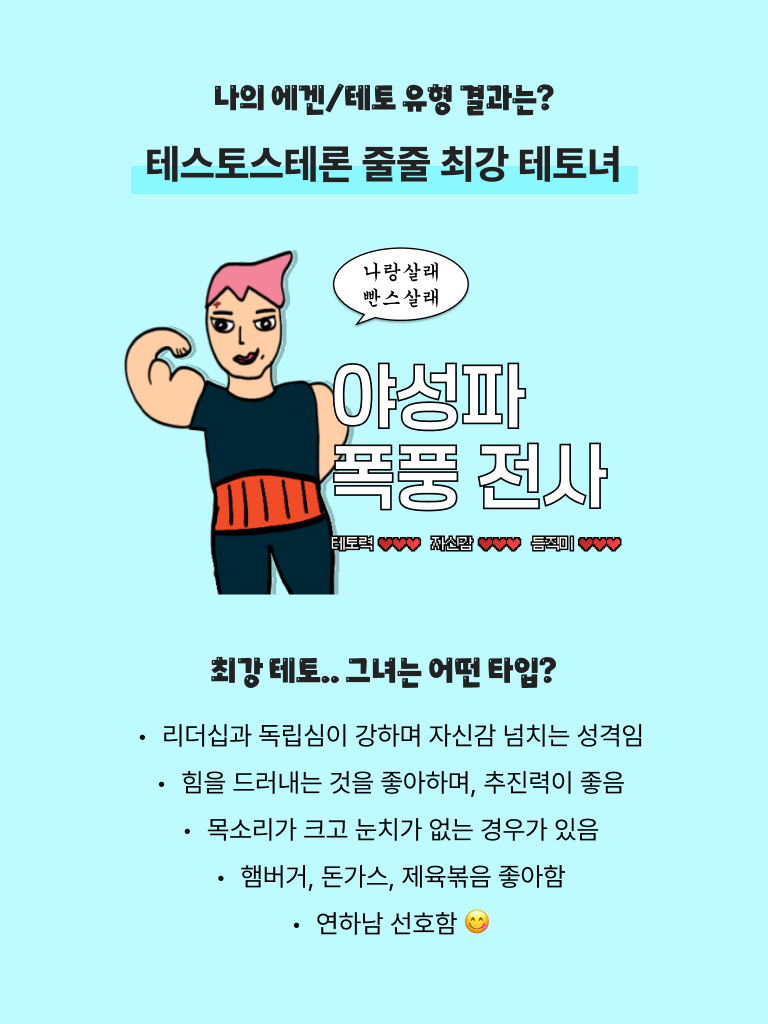 나의 에겐/테토 유형 결과는?
테스토스테론 줄줄 최강 테토녀
나랑살래
빤스살래
야성파
폭풍 전사
테토력 ♥♥♥ 자신감 ♥♥♥ 듬직미 ♥♥♥
최강 테토.. 그녀는 어떤 타입?
• 리더십과 독립심이 강하며 자신감 넘치는 성격임
• 힘을 드러내는 것을 좋아하며, 추진력이 좋음
• 목소리가 크고 눈치가 없는 경우가 있음
• 햄버거, 돈가스, 제육볶음 좋아함
• 연하남 선호함 😋